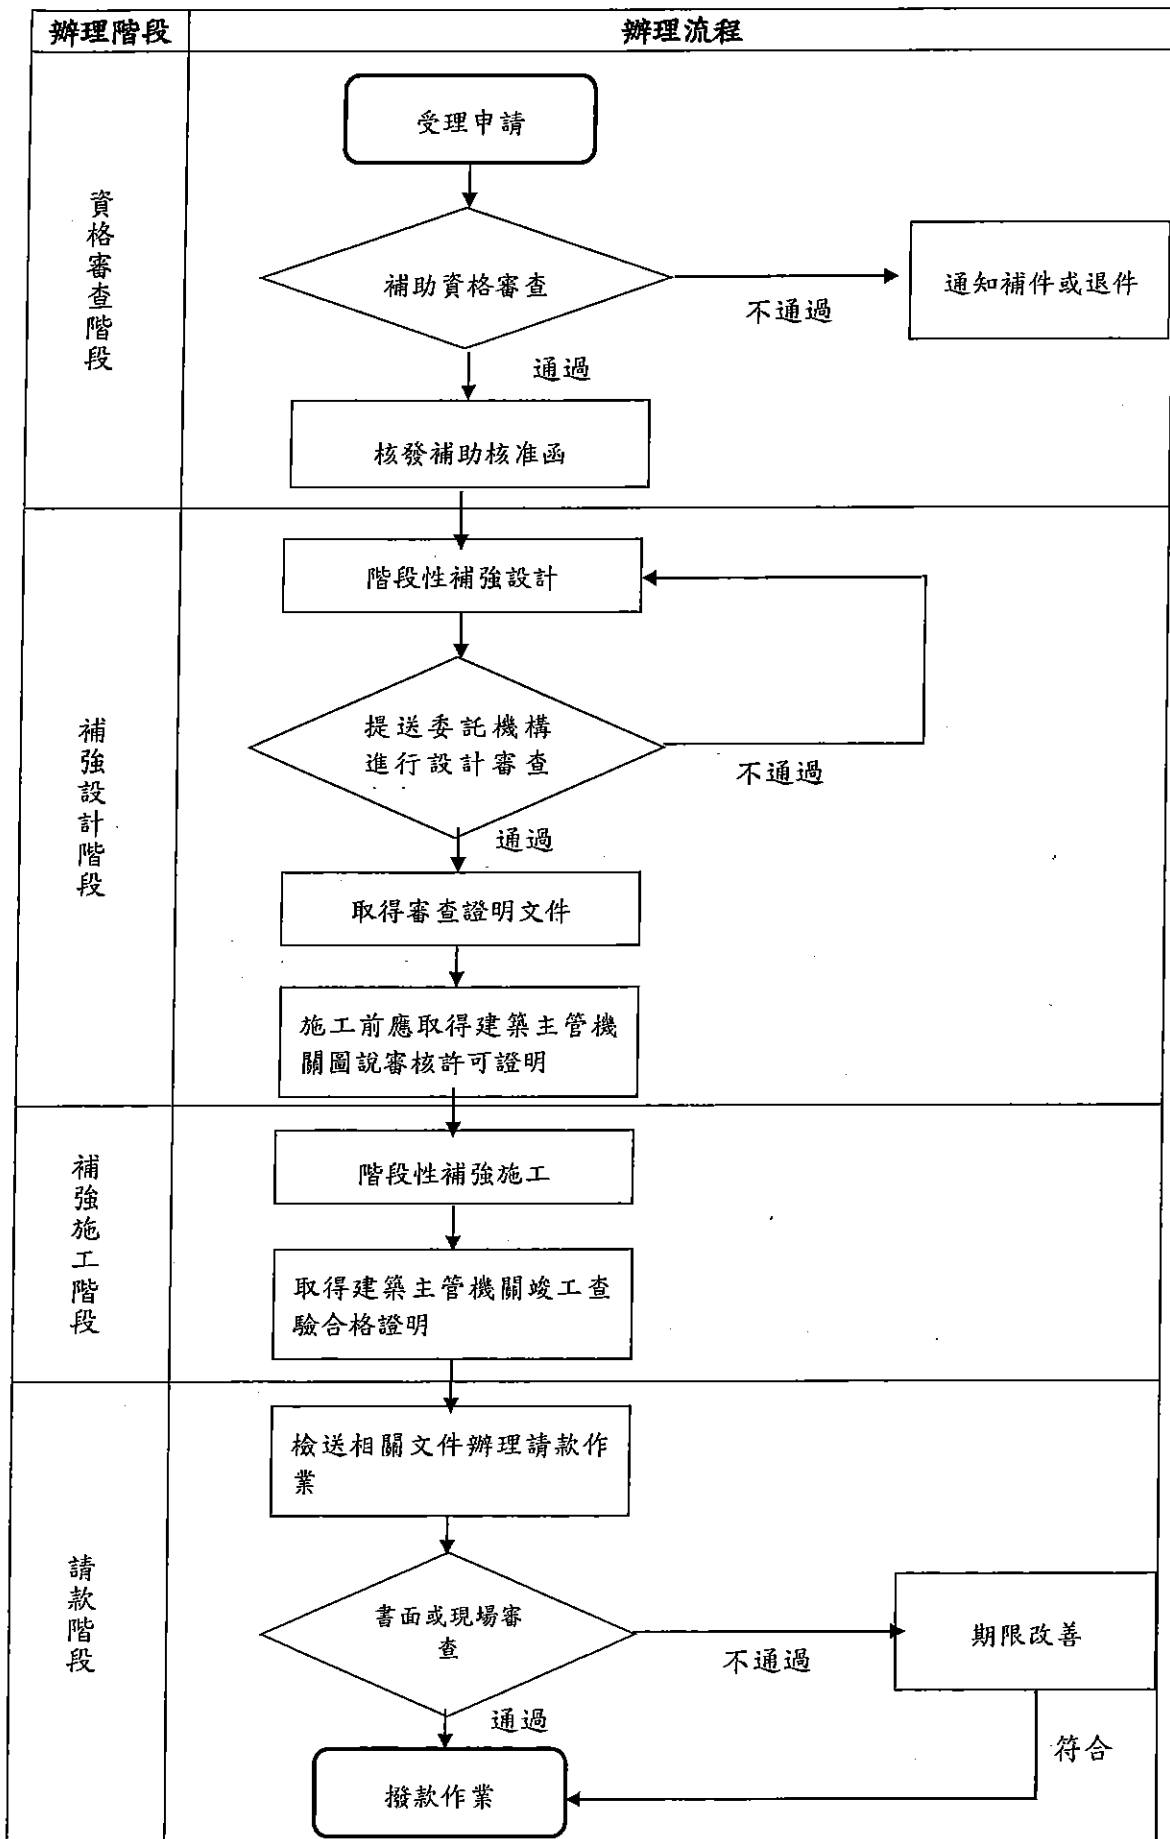 辦理階段
辦理流程
資格審查階段
受理申請
補助資格審查
不通過
通知補件或退件
通過
核發補助核准函
補強設計階段
階段性補強設計
提送委託機構
進行設計審查
不通過
通過
取得審查證明文件
施工前應取得建築主管機
關圖說審核許可證明
補強施工階段
階段性補強施工
取得建築主管機關竣工查
驗合格證明
請款階段
檢送相關文件辦理請款作
業
書面或現場審
查
不通過
期限改善
通過
符合
撥款作業